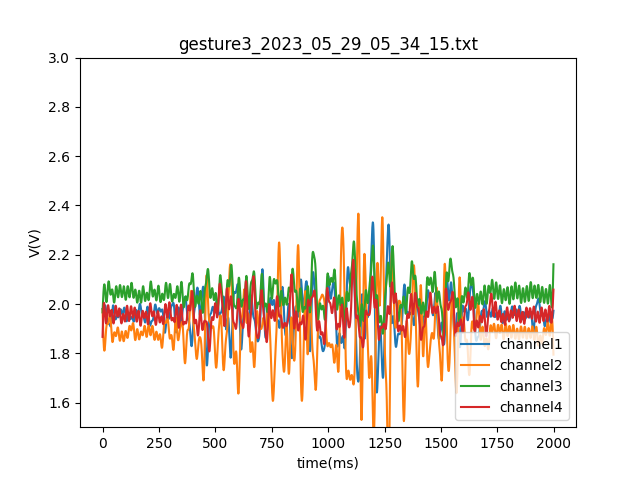 gesture3_2023_05_29_05_34_15.txt
V(V)
3.0
2.8
2.6
2.4
2.2
2.0
1.8
1.6
channel1
channel2
channel3
channel4
0 250 500 750 1000 1250 1500 1750 2000
time(ms)